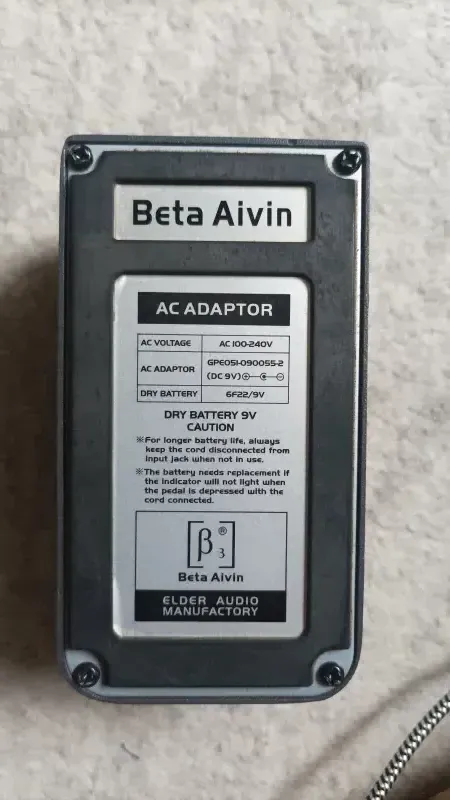 Beta Aivin
AC ADAPTOR
AC VOLTAGE AC 100-240V
AC ADAPTOR GPE051-090055-2
(DC 9V)
DRY BATTERY 6F22/9V
DRY BATTERY 9V
CAUTION
※For longer battery life, always
keep the cord disconnected from
input jack when not in use.
※The battery needs replacement if
the indicator will not light when
the pedal is depressed with the
cord connected.
[β3]®
Beta Aivin
ELDER AUDIO
MANUFACTORY